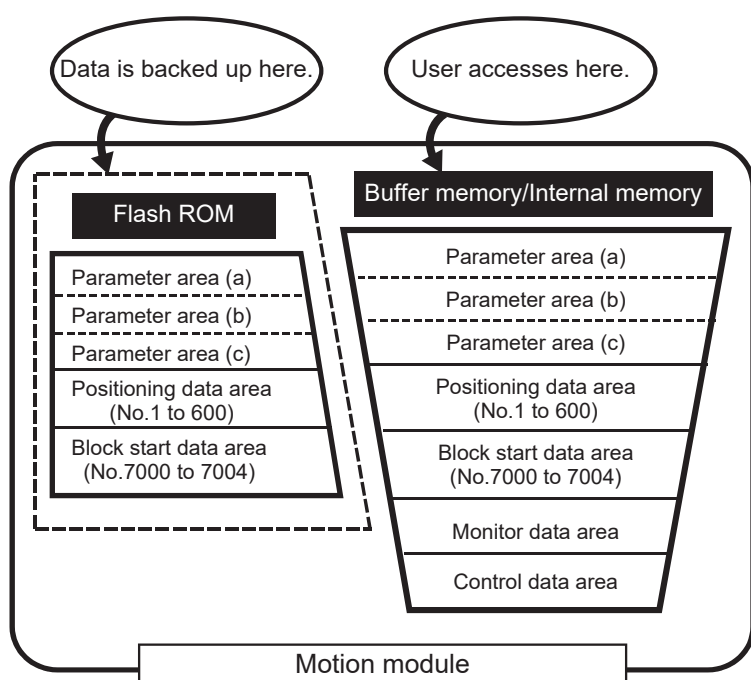 Data is backed up here.
User accesses here.
Flash ROM
Parameter area (a)
Parameter area (b)
Parameter area (c)
Positioning data area
(No.1 to 600)
Block start data area
(No.7000 to 7004)
Buffer memory/Internal memory
Parameter area (a)
Parameter area (b)
Parameter area (c)
Positioning data area
(No.1 to 600)
Block start data area
(No.7000 to 7004)
Monitor data area
Control data area
Motion module